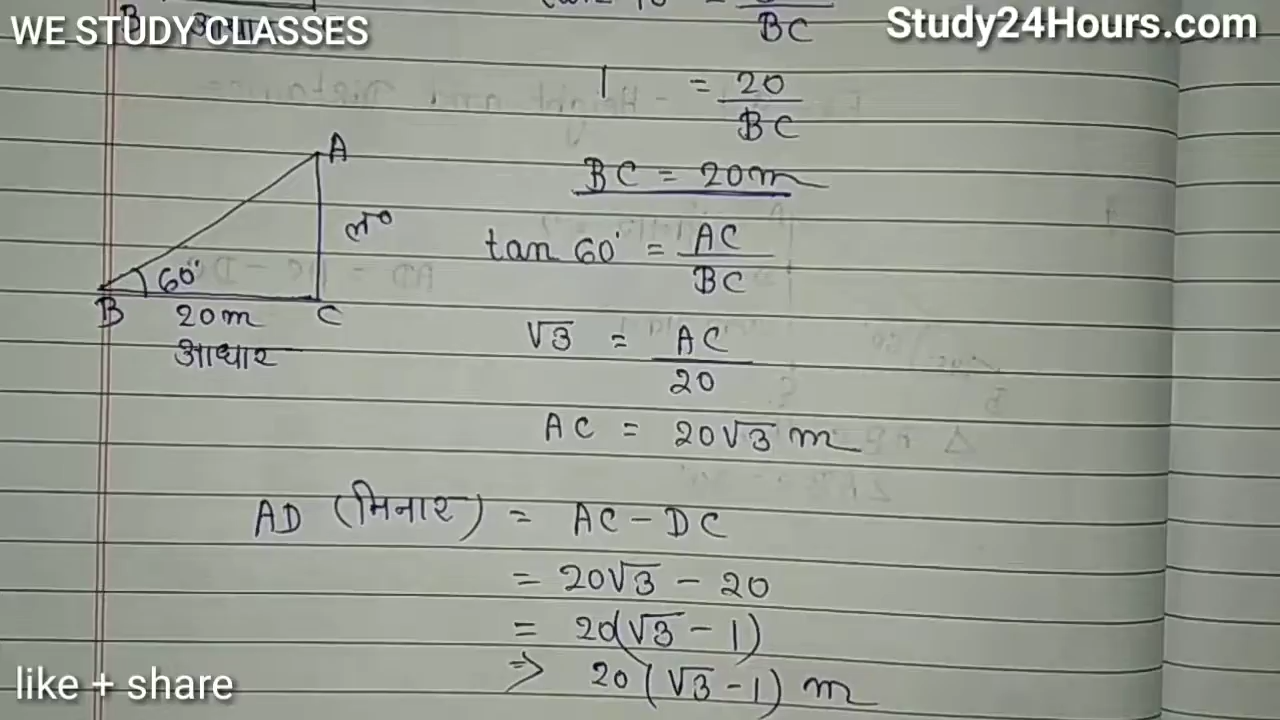 WE STUDY CLASSES
Study24Hours.com
BC
1 = 20
BC
BC = 20m
A
ल०
60°
B 20m C
आधार
tan 60° = AC
BC
√3 = AC
20
AC = 20√3 m
AD (मिनार) = AC - DC
= 20√3 - 20
= 20(√3 - 1)
⇒ 20 (√3 - 1) m
like + share